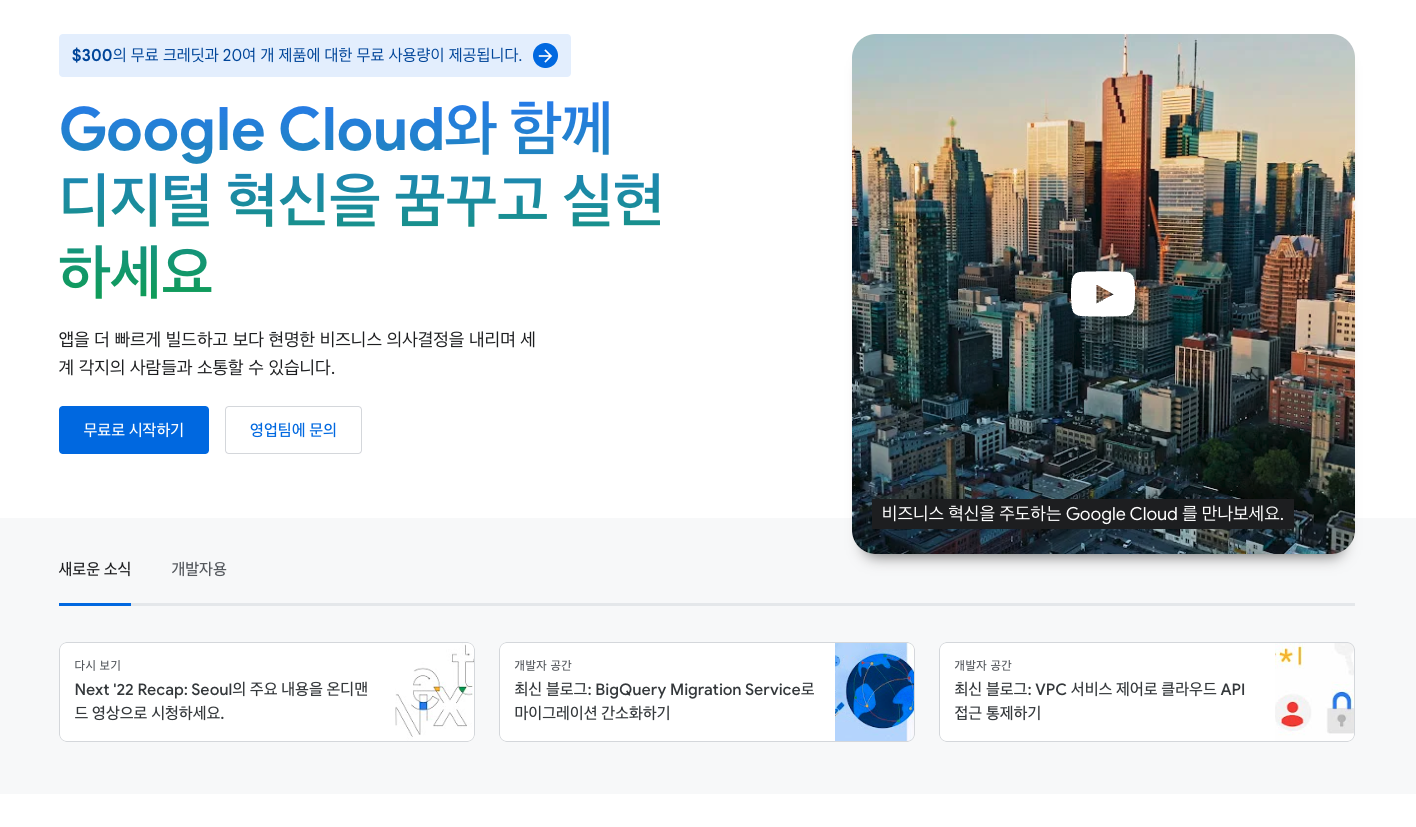 $300의 무료 크레딧과 20여 개 제품에 대한 무료 사용량이 제공됩니다.
Google Cloud와 함께
디지털 혁신을 꿈꾸고 실현
하세요
앱을 더 빠르게 빌드하고 보다 현명한 비즈니스 의사결정을 내리며 세
계 각지의 사람들과 소통할 수 있습니다.
무료로 시작하기
영업팀에 문의
비즈니스 혁신을 주도하는 Google Cloud 를 만나보세요.
새로운 소식
개발자용
다시 보기
Next '22 Recap: Seoul의 주요 내용을 온디맨
드 영상으로 시청하세요.
Next
개발자 공간
최신 블로그: BigQuery Migration Service로
마이그레이션 간소화하기
개발자 공간
최신 블로그: VPC 서비스 제어로 클라우드 API
접근 통제하기
*|